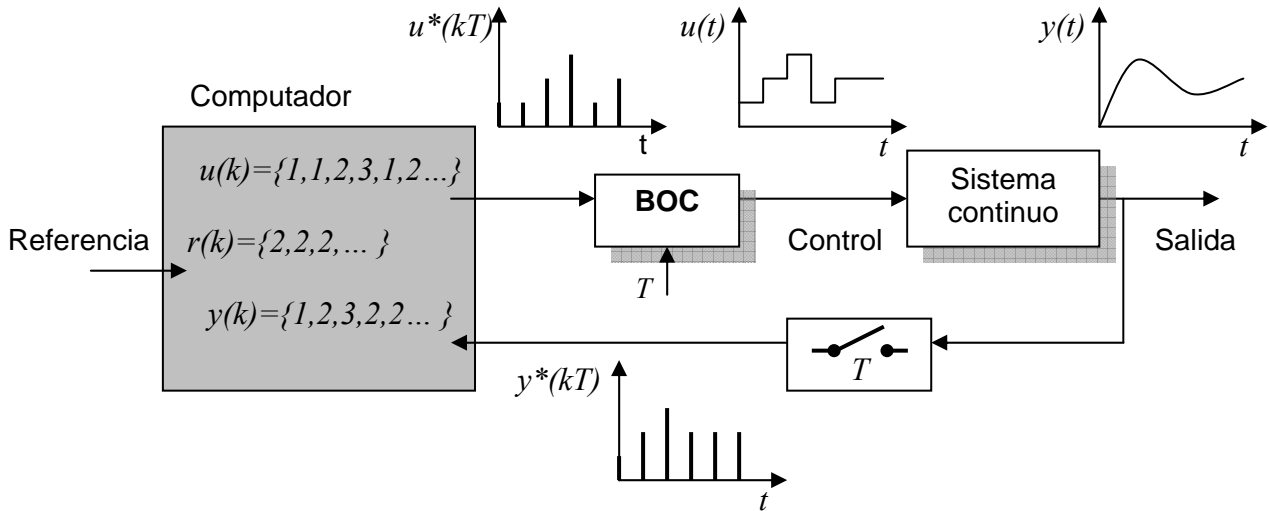 u*(kT)
t
u(t)
t
y(t)
t
Computador
u(k)={1,1,2,3,1,2...}
r(k)={2,2,2,... }
y(k)={1,2,3,2,2... }
Referencia
BOC
T
Control
Sistema
continuo
Salida
T
y*(kT)
t